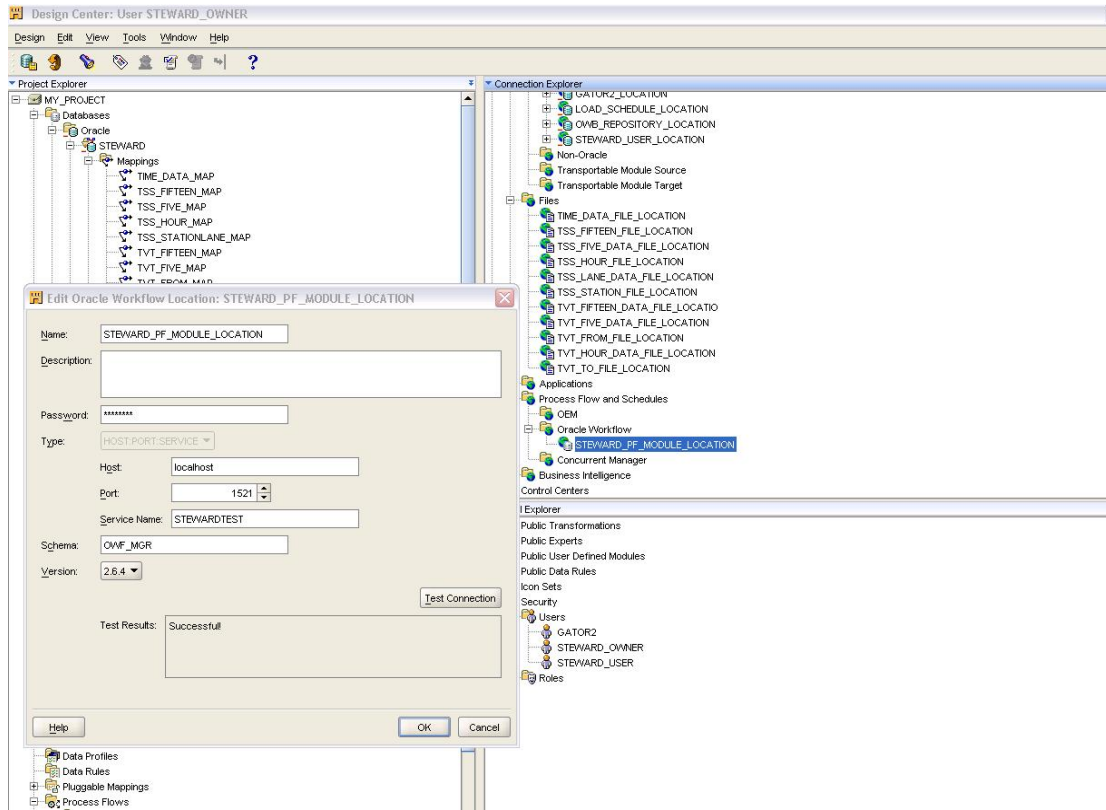 Design Center: User STEWARD_OWNER
Design Edit View Tools Window Help
Project Explorer
MY_PROJECT
Databases
Oracle
STEWARD
Mappings
TIME_DATA_MAP
TSS_FIFTEEN_MAP
TSS_FIVE_MAP
TSS_HOUR_MAP
TSS_STATIONLANE_MAP
TVT_FIFTEEN_MAP
TVT_FIVE_MAP
TVT_FROM_MAP
Edit Oracle Workflow Location: STEWARD_PF_MODULE_LOCATION
Name: STEWARD_PF_MODULE_LOCATION
Description:
Password: ********
Type: HOST:PORT:SERVICE
Host: localhost
Port: 1521
Service Name: STEWARDTEST
Schema: OWF_MGR
Version: 2.6.4
Test Connection
Test Results: Successful!
Help OK Cancel
Data Profiles
Data Rules
Pluggable Mappings
Process Flows
Connection Explorer
GATOR2_LOCATION
LOAD_SCHEDULE_LOCATION
OWB_REPOSITORY_LOCATION
STEWARD_USER_LOCATION
Non-Oracle
Transportable Module Source
Transportable Module Target
Files
TIME_DATA_FILE_LOCATION
TSS_FIFTEEN_FILE_LOCATION
TSS_FIVE_DATA_FILE_LOCATION
TSS_HOUR_FILE_LOCATION
TSS_LANE_DATA_FILE_LOCATION
TSS_STATION_FILE_LOCATION
TVT_FIFTEEN_DATA_FILE_LOCATIO
TVT_FIVE_DATA_FILE_LOCATION
TVT_FROM_FILE_LOCATION
TVT_HOUR_DATA_FILE_LOCATION
TVT_TO_FILE_LOCATION
Applications
Process Flow and Schedules
OEM
Oracle Workflow
STEWARD_PF_MODULE_LOCATION
Concurrent Manager
Business Intelligence
Control Centers
l Explorer
Public Transformations
Public Experts
Public User Defined Modules
Public Data Rules
Icon Sets
Security
Users
GATOR2
STEWARD_OWNER
STEWARD_USER
Roles